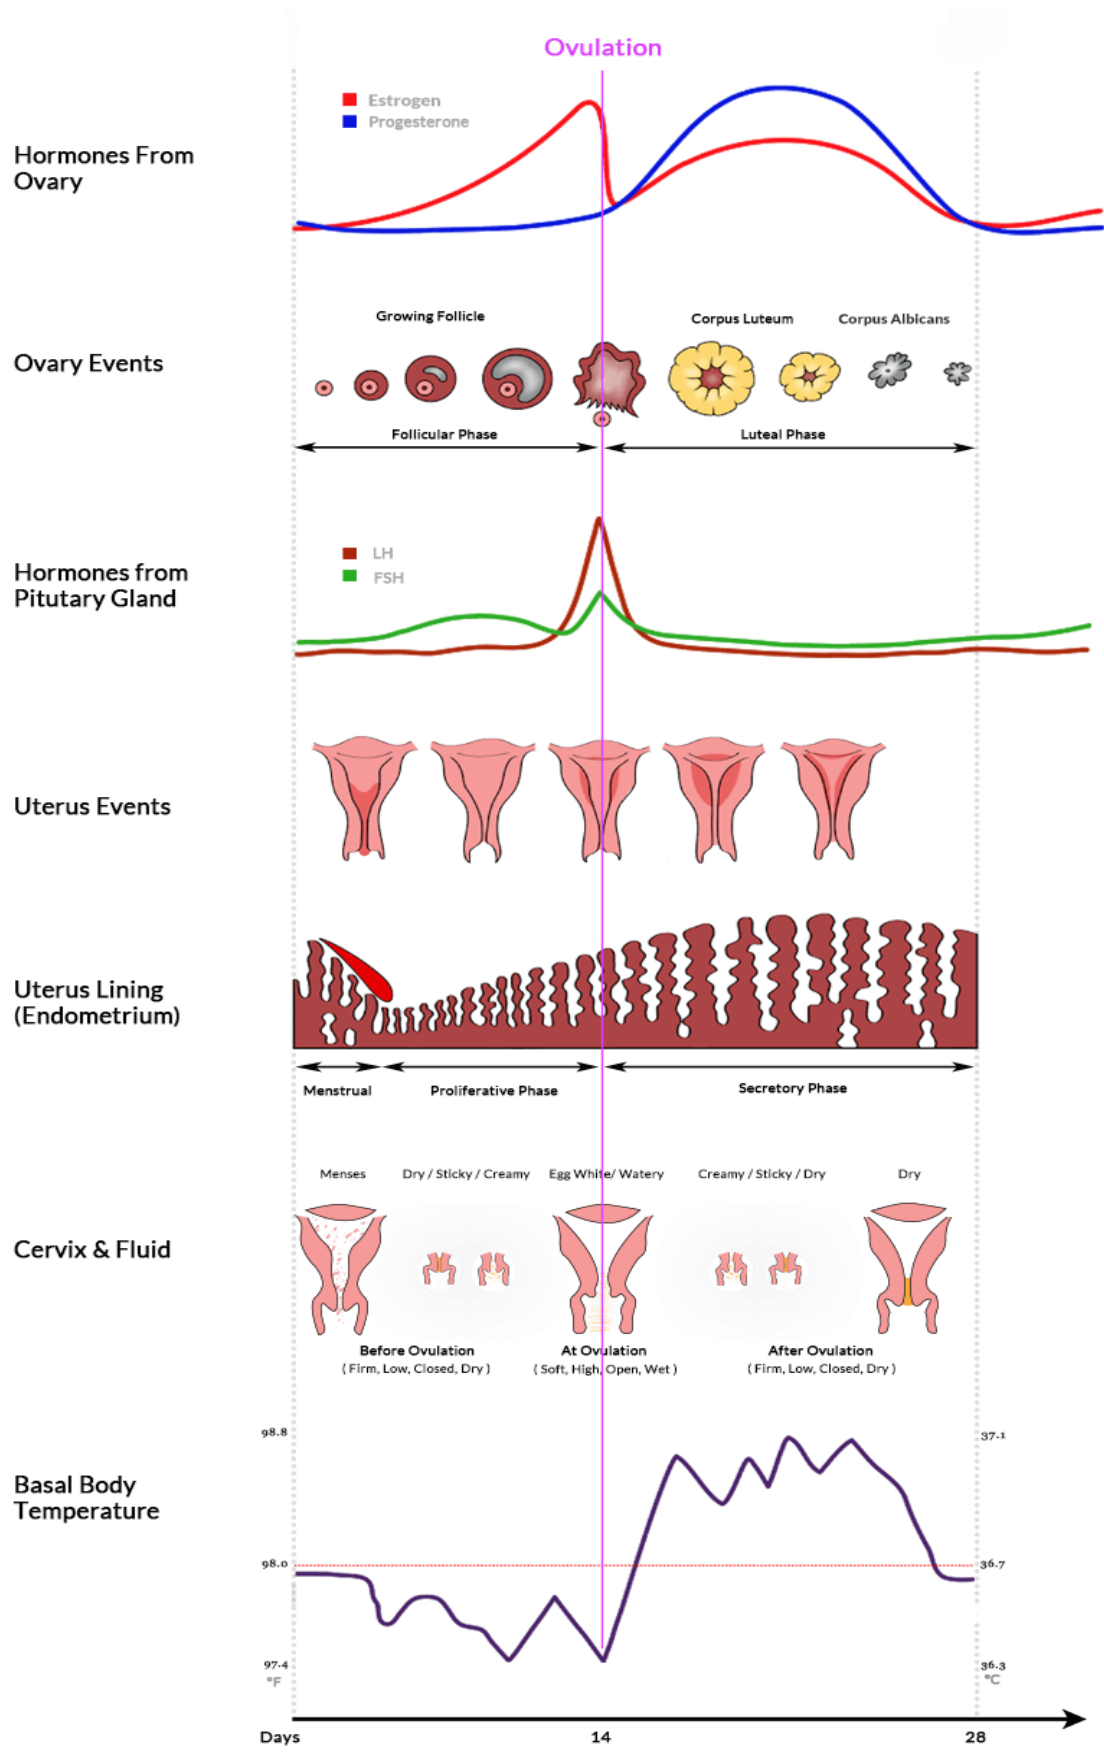 Ovulation
Estrogen
Progesterone
Hormones From
Ovary
Growing Follicle
Corpus Luteum
Corpus Albicans
Ovary Events
Follicular Phase
Luteal Phase
LH
FSH
Hormones from
Pitutary Gland
Uterus Events
Uterus Lining
(Endometrium)
Menstrual
Proliferative Phase
Secretory Phase
Menses
Dry / Sticky / Creamy
Egg White/ Watery
Creamy / Sticky / Dry
Dry
Cervix & Fluid
Before Ovulation
( Firm, Low, Closed, Dry )
At Ovulation
( Soft, High, Open, Wet )
After Ovulation
( Firm, Low, Closed, Dry )
98.8
37.1
Basal Body
Temperature
98.0
36.7
97.4
°F
36.3
°C
Days
14
28